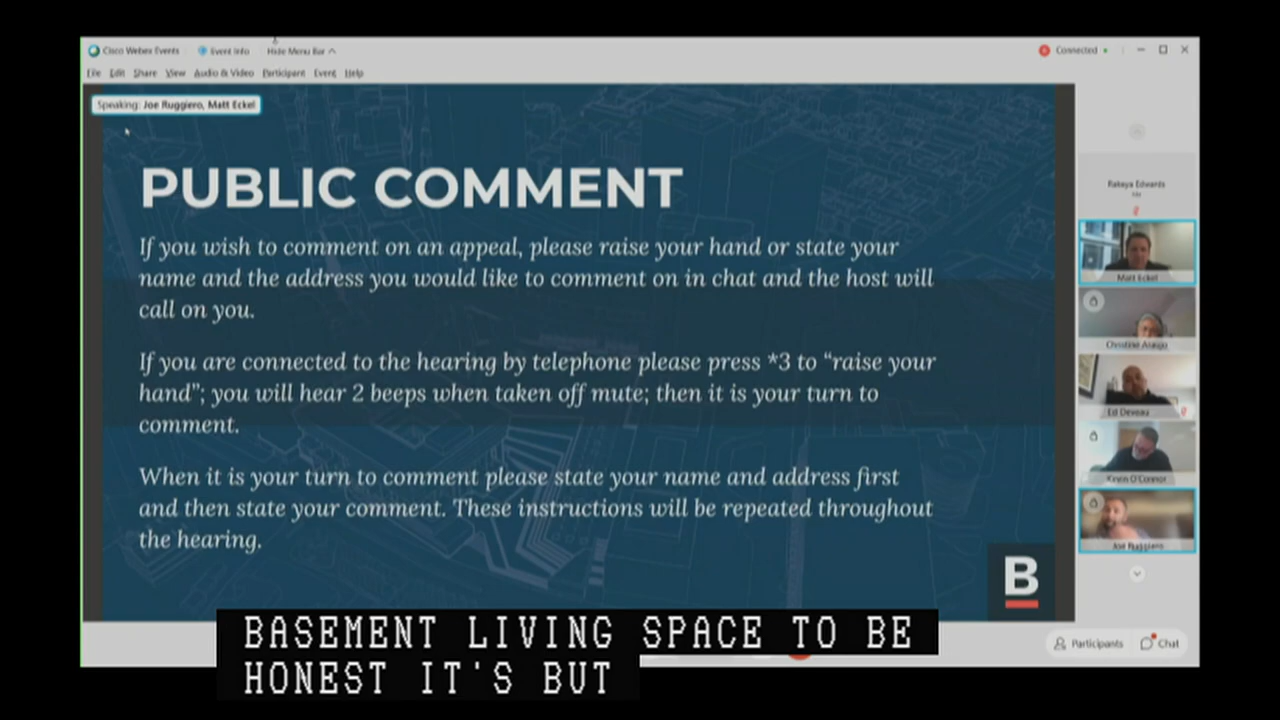 Cisco Webex Events Event Info Hide Menu Bar Connected
File Edit Share View Audio & Video Participant Event Help
Speaking: Joe Ruggiero, Matt Eckel
PUBLIC COMMENT
If you wish to comment on an appeal, please raise your hand or state your
name and the address you would like to comment on in chat and the host will
call on you.
If you are connected to the hearing by telephone please press *3 to “raise your
hand”; you will hear 2 beeps when taken off mute; then it is your turn to
comment.
When it is your turn to comment please state your name and address first
and then state your comment. These instructions will be repeated throughout
the hearing.
B
Rakeya Edwards
Matt Eckel
Christine Araujo
Ed Deveau
O'Connor
Joe Ruggiero
Participants Chat
BASEMENT LIVING SPACE TO BE
HONEST IT'S BUT